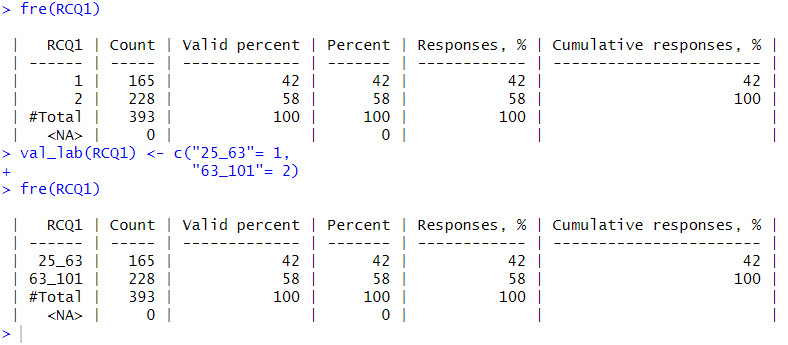 > fre(RCQ1)
| RCQ1 | Count | Valid percent | Percent | Responses, % | Cumulative responses, % |
| ------ | ----- | ------------- | ------- | ------------ | ----------------------- |
| 1 | 165 | 42 | 42 | 42 | 42 |
| 2 | 228 | 58 | 58 | 58 | 100 |
| #Total | 393 | 100 | 100 | 100 | |
| <NA> | 0 | | 0 | | |
> val_lab(RCQ1) <- c("25_63"= 1,
+ "63_101"= 2)
> fre(RCQ1)
| RCQ1 | Count | Valid percent | Percent | Responses, % | Cumulative responses, % |
| ------ | ----- | ------------- | ------- | ------------ | ----------------------- |
| 25_63 | 165 | 42 | 42 | 42 | 42 |
| 63_101 | 228 | 58 | 58 | 58 | 100 |
| #Total | 393 | 100 | 100 | 100 | |
| <NA> | 0 | | 0 | | |
>